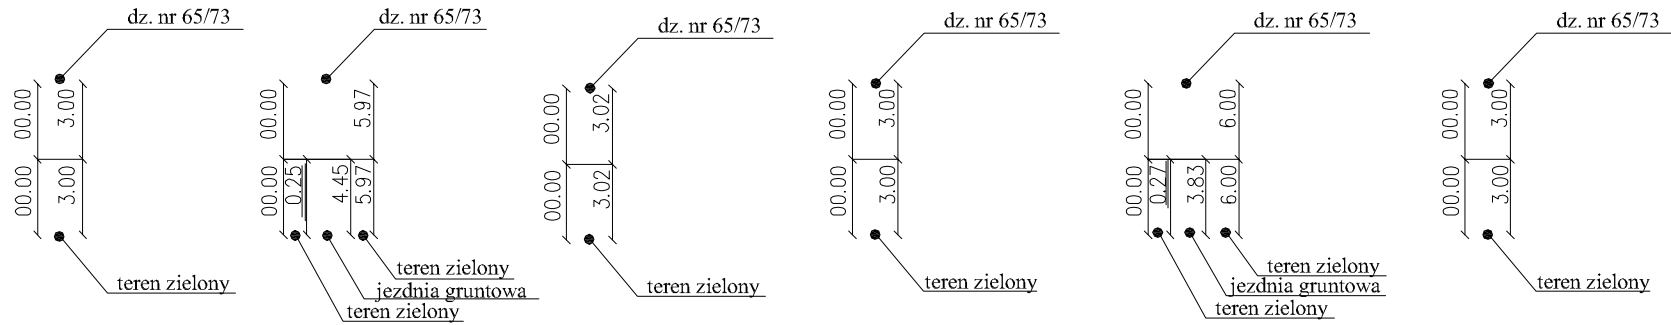 dz. nr 65/73
00.00
3.00
00.00
3.00
teren zielony
dz. nr 65/73
00.00
5.97
00.00
0.25
4.45
5.97
teren zielony
jezdnia gruntowa
teren zielony
dz. nr 65/73
00.00
3.02
00.00
3.02
teren zielony
dz. nr 65/73
00.00
3.00
00.00
3.00
teren zielony
dz. nr 65/73
00.00
6.00
00.00
0.27
3.83
6.00
teren zielony
jezdnia gruntowa
teren zielony
dz. nr 65/73
00.00
3.00
00.00
3.00
teren zielony